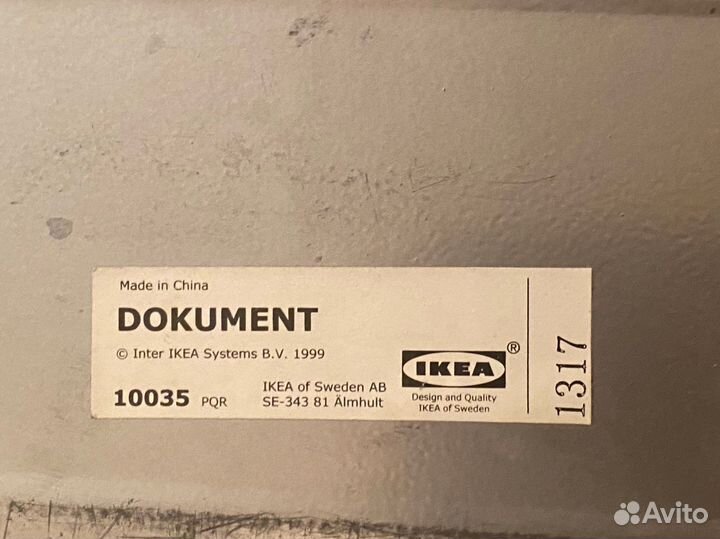 Made in China
DOKUMENT
© Inter IKEA Systems B.V. 1999
10035 PQR
IKEA of Sweden AB
SE-343 81 Älmhult
IKEA ®
Design and Quality
IKEA of Sweden
1317
Avito